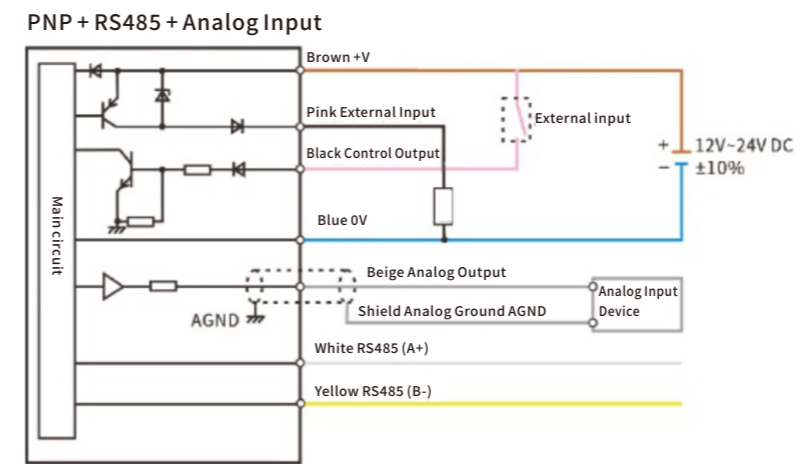 PNP + RS485 + Analog Input
Brown +V
Pink External Input
External input
12V~24V DC
±10%
+
−
Black Control Output
Main circuit
Blue 0V
Beige Analog Output
Analog Input
Device
Shield Analog Ground AGND
AGND
White RS485 (A+)
Yellow RS485 (B-)